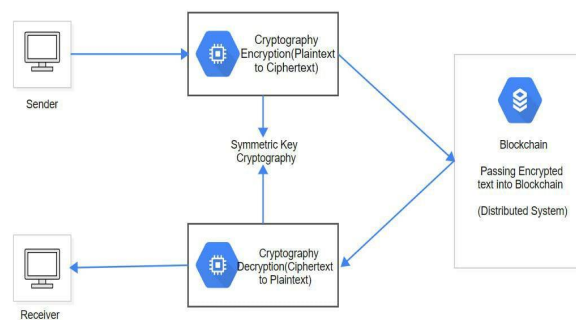 Cryptography
Encryption(Plaintext
to Ciphertext)
Sender
Blockchain
Symmetric Key
Cryptography
Passing Encrypted
text into Blockchain
(Distributed System)
Cryptography
Decryption(Ciphertext
to Plaintext)
Receiver